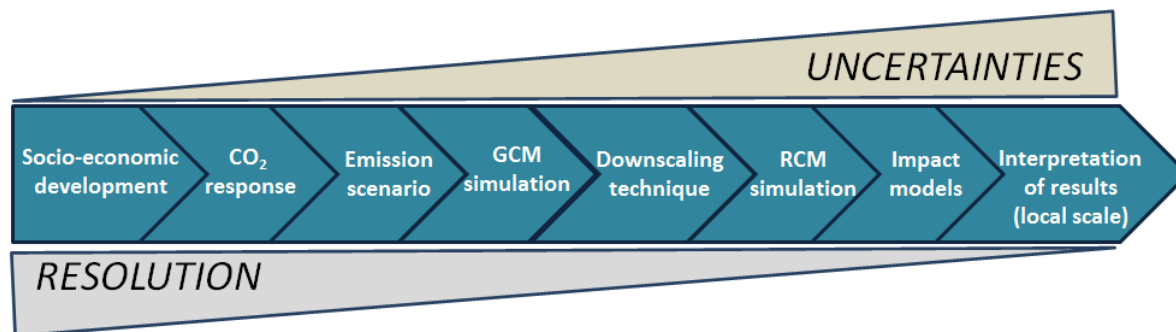 UNCERTAINTIES
Socio-economic
development
CO₂
response
Emission
scenario
GCM
simulation
Downscaling
technique
RCM
simulation
Impact
models
Interpretation
of results
(local scale)
RESOLUTION